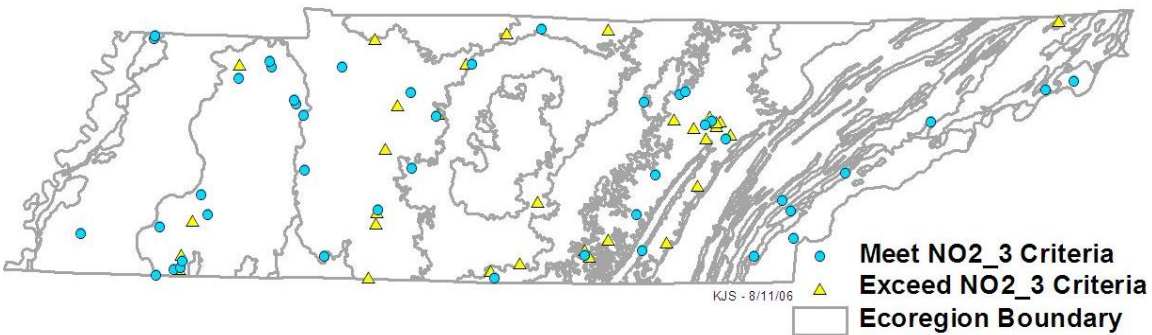 Meet NO2_3 Criteria
Exceed NO2_3 Criteria
KJS - 8/11/06
Ecoregion Boundary